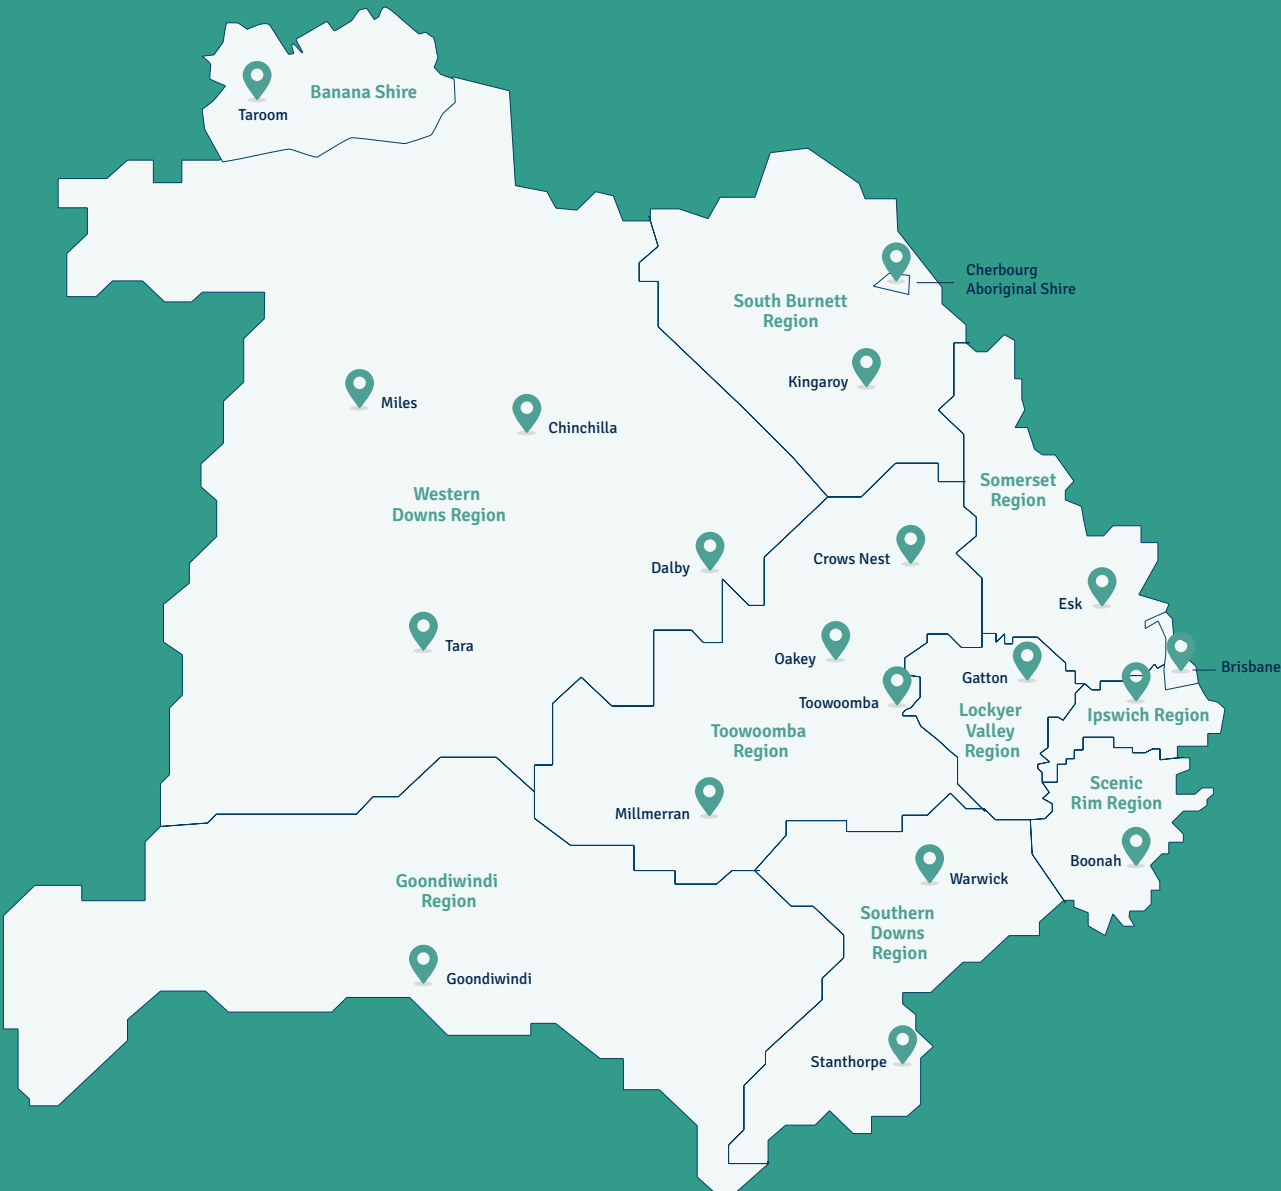 Banana Shire
Taroom
Cherbourg
Aboriginal Shire
South Burnett
Region
Kingaroy
Miles
Chinchilla
Western
Downs Region
Somerset
Region
Dalby
Crows Nest
Esk
Tara
Oakey
Gatton
Brisbane
Toowoomba
Lockyer
Valley
Region
Ipswich Region
Toowoomba
Region
Scenic
Rim Region
Millmerran
Boonah
Goondiwindi
Region
Warwick
Southern
Downs
Region
Goondiwindi
Stanthorpe